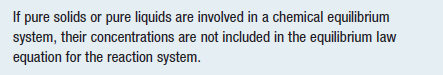 If pure solids or pure liquids are involved in a chemical equilibrium
system, their concentrations are not included in the equilibrium law
equation for the reaction system.